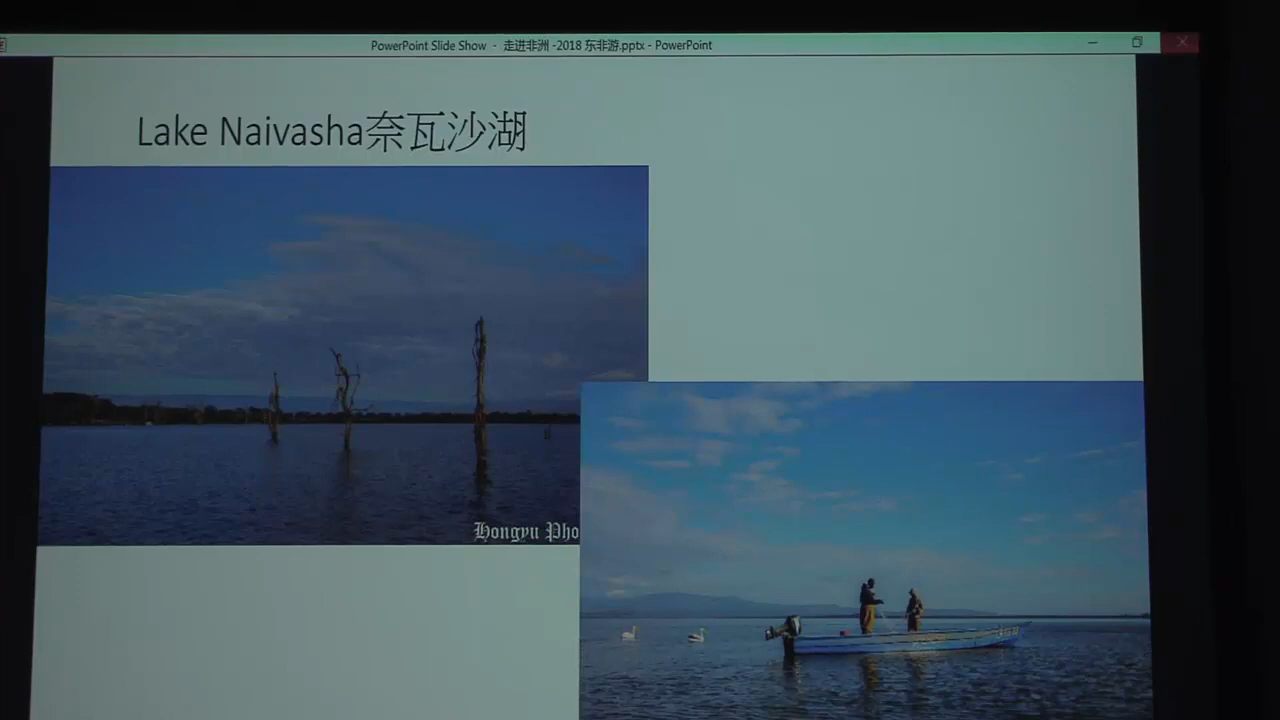 PowerPoint Slide Show - 走进非洲 -2018 东非游.pptx - PowerPoint
Lake Naivasha奈瓦沙湖
Hongyu Pho